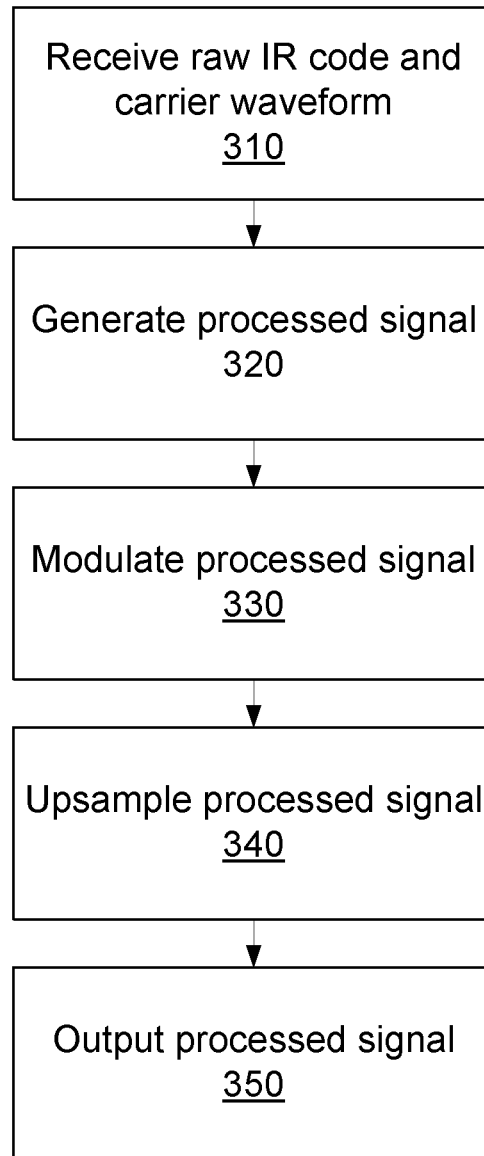 Receive raw IR code and
carrier waveform
310
Generate processed signal
320
Modulate processed signal
330
Upsample processed signal
340
Output processed signal
350